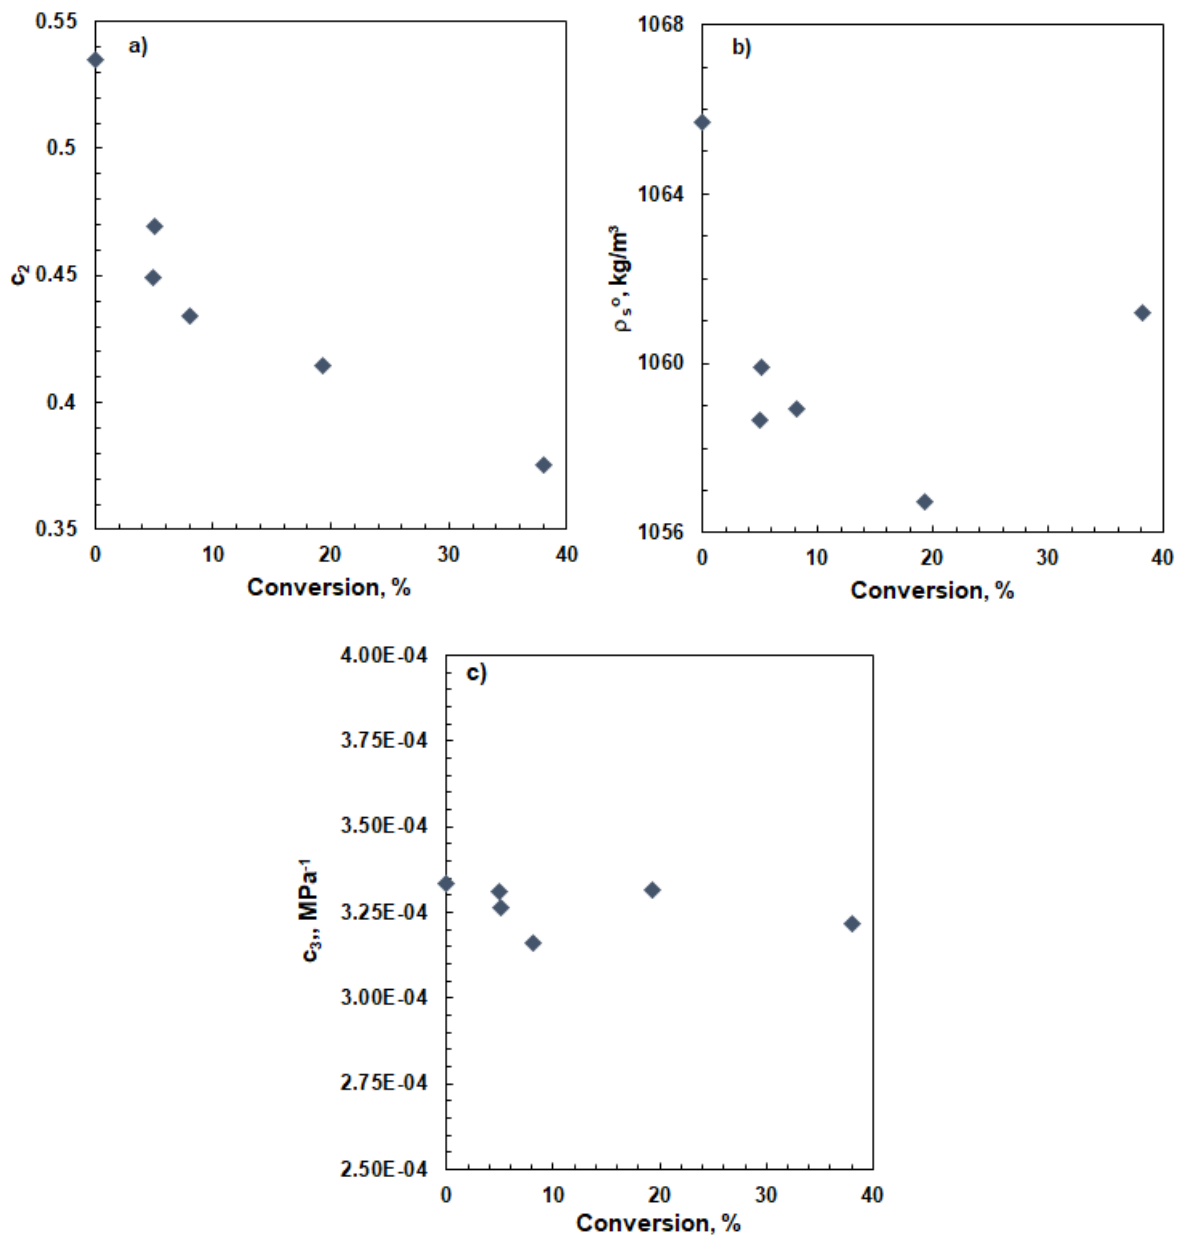 a)
0.55
0.5
0.45
0.4
0.35
c₂
0 10 20 30 40
Conversion, %
b)
1068
1064
1060
1056
ρₛ°, kg/m³
0 10 20 30 40
Conversion, %
c)
4.00E-04
3.75E-04
3.50E-04
3.25E-04
3.00E-04
2.75E-04
2.50E-04
c₃,, MPa⁻¹
0 10 20 30 40
Conversion, %